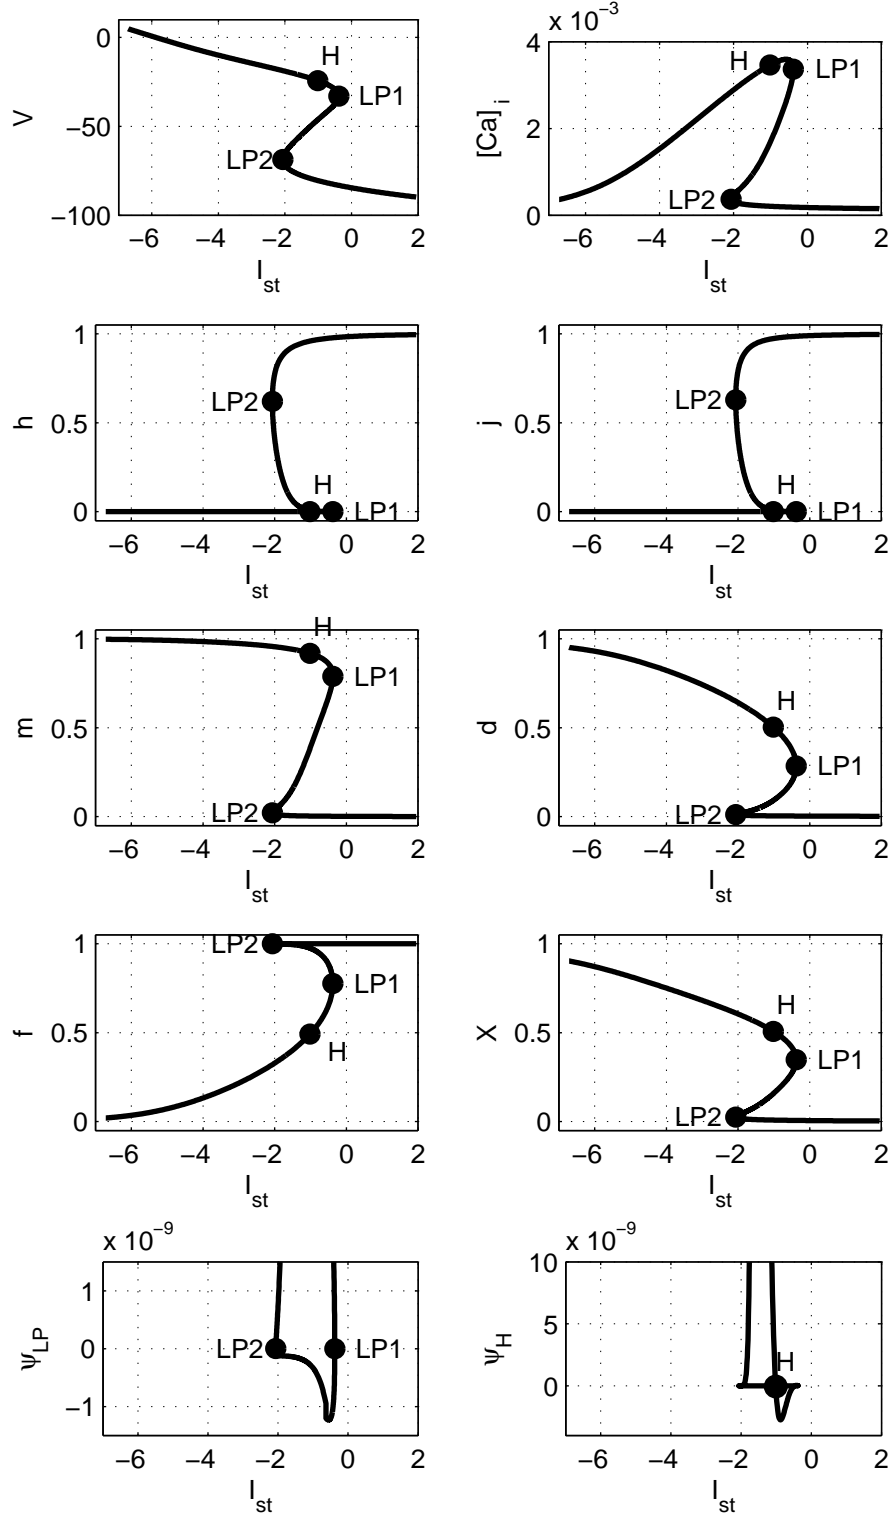 0
−50
−100
V
H
LP1
LP2
−6 −4 −2 0 2
I_st
x 10^−3
4
2
0
[Ca]_i
H
LP1
LP2
−6 −4 −2 0 2
I_st
1
0.5
0
h
LP2
H
LP1
−6 −4 −2 0 2
I_st
1
0.5
0
j
LP2
H
LP1
−6 −4 −2 0 2
I_st
1
0.5
0
m
H
LP1
LP2
−6 −4 −2 0 2
I_st
1
0.5
0
d
H
LP1
LP2
−6 −4 −2 0 2
I_st
1
0.5
0
f
LP2
LP1
H
−6 −4 −2 0 2
I_st
1
0.5
0
X
H
LP1
LP2
−6 −4 −2 0 2
I_st
x 10^−9
1
0
−1
ψ_LP
LP2
LP1
−6 −4 −2 0 2
I_st
x 10^−9
10
5
0
ψ_H
H
−6 −4 −2 0 2
I_st